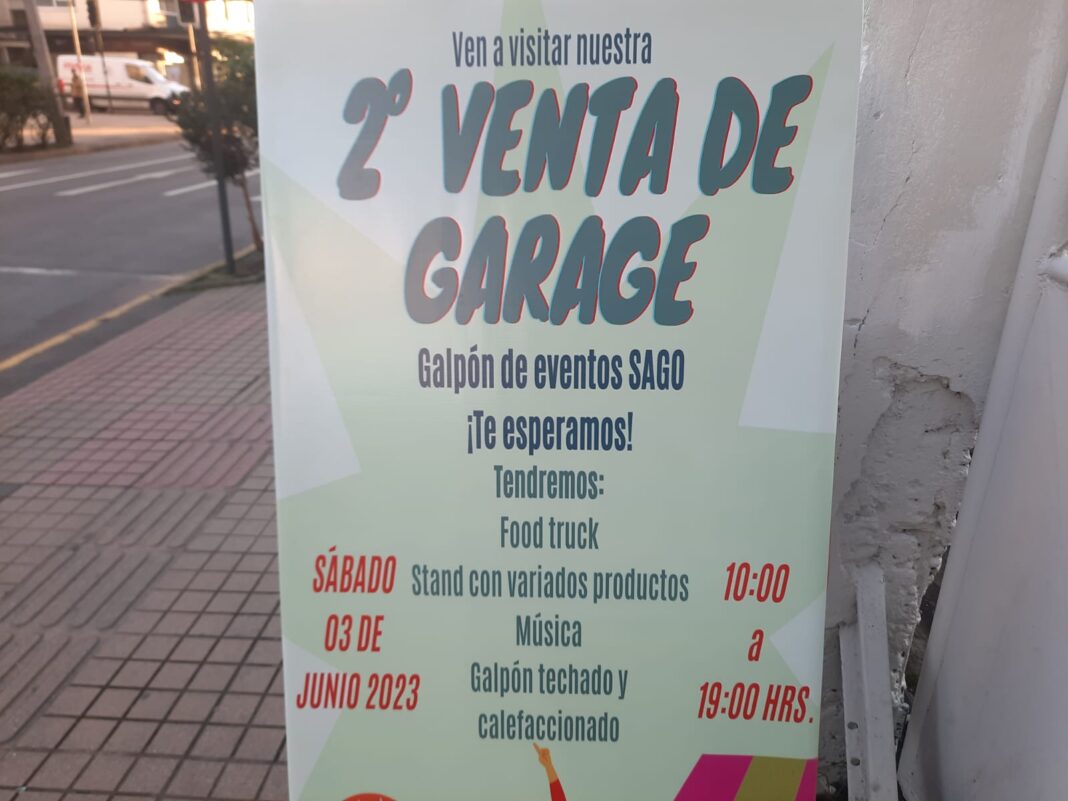 Ven a visitar nuestra
2º VENTA DE
GARAGE
Galpón de eventos SAGO
¡Te esperamos!
Tendremos:
Food truck
Stand con variados productos
Música
Galpón techado y
calefaccionado
SÁBADO
03 DE
JUNIO 2023
10:00
a
19:00 HRS.